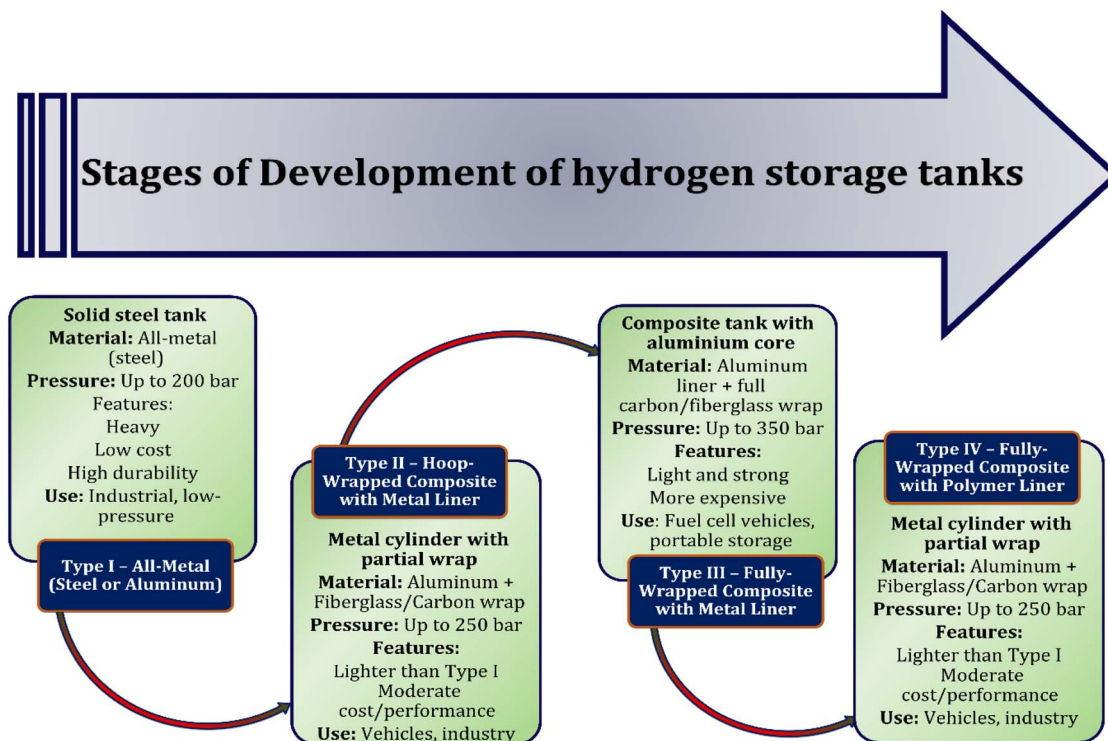 Stages of Development of hydrogen storage tanks
Solid steel tank
Material: All-metal
(steel)
Pressure: Up to 200 bar
Features:
Heavy
Low cost
High durability
Use: Industrial, low-
pressure
Type I – All-Metal
(Steel or Aluminum)
Type II – Hoop-
Wrapped Composite
with Metal Liner
Metal cylinder with
partial wrap
Material: Aluminum +
Fiberglass/Carbon wrap
Pressure: Up to 250 bar
Features:
Lighter than Type I
Moderate
cost/performance
Use: Vehicles, industry
Composite tank with
aluminium core
Material: Aluminum
liner + full
carbon/fiberglass wrap
Pressure: Up to 350 bar
Features:
Light and strong
More expensive
Use: Fuel cell vehicles,
portable storage
Type III – Fully-
Wrapped Composite
with Metal Liner
Type IV – Fully-
Wrapped Composite
with Polymer Liner
Metal cylinder with
partial wrap
Material: Aluminum +
Fiberglass/Carbon wrap
Pressure: Up to 250 bar
Features:
Lighter than Type I
Moderate
cost/performance
Use: Vehicles, industry